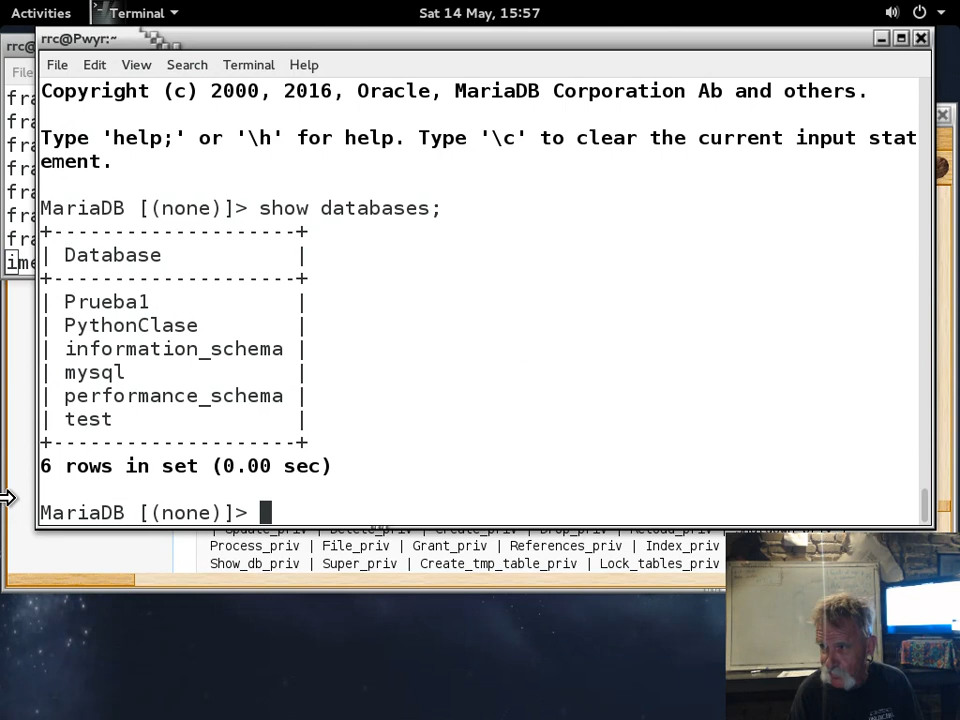 Activities Terminal Sat 14 May, 15:57
rrc@ rrc@Pwyr:~
File Edit View Search Terminal Help
Copyright (c) 2000, 2016, Oracle, MariaDB Corporation Ab and others.
Type 'help;' or '\h' for help. Type '\c' to clear the current input stat
ement.
MariaDB [(none)]> show databases;
+--------------------+
| Database |
+--------------------+
| Prueba1 |
| PythonClase |
| information_schema |
| mysql |
| performance_schema |
| test |
+--------------------+
6 rows in set (0.00 sec)
MariaDB [(none)]>
Process_priv | File_priv | Grant_priv | References_priv | Index_priv
Show_db_priv | Super_priv | Create_tmp_table_priv | Lock_tables_priv